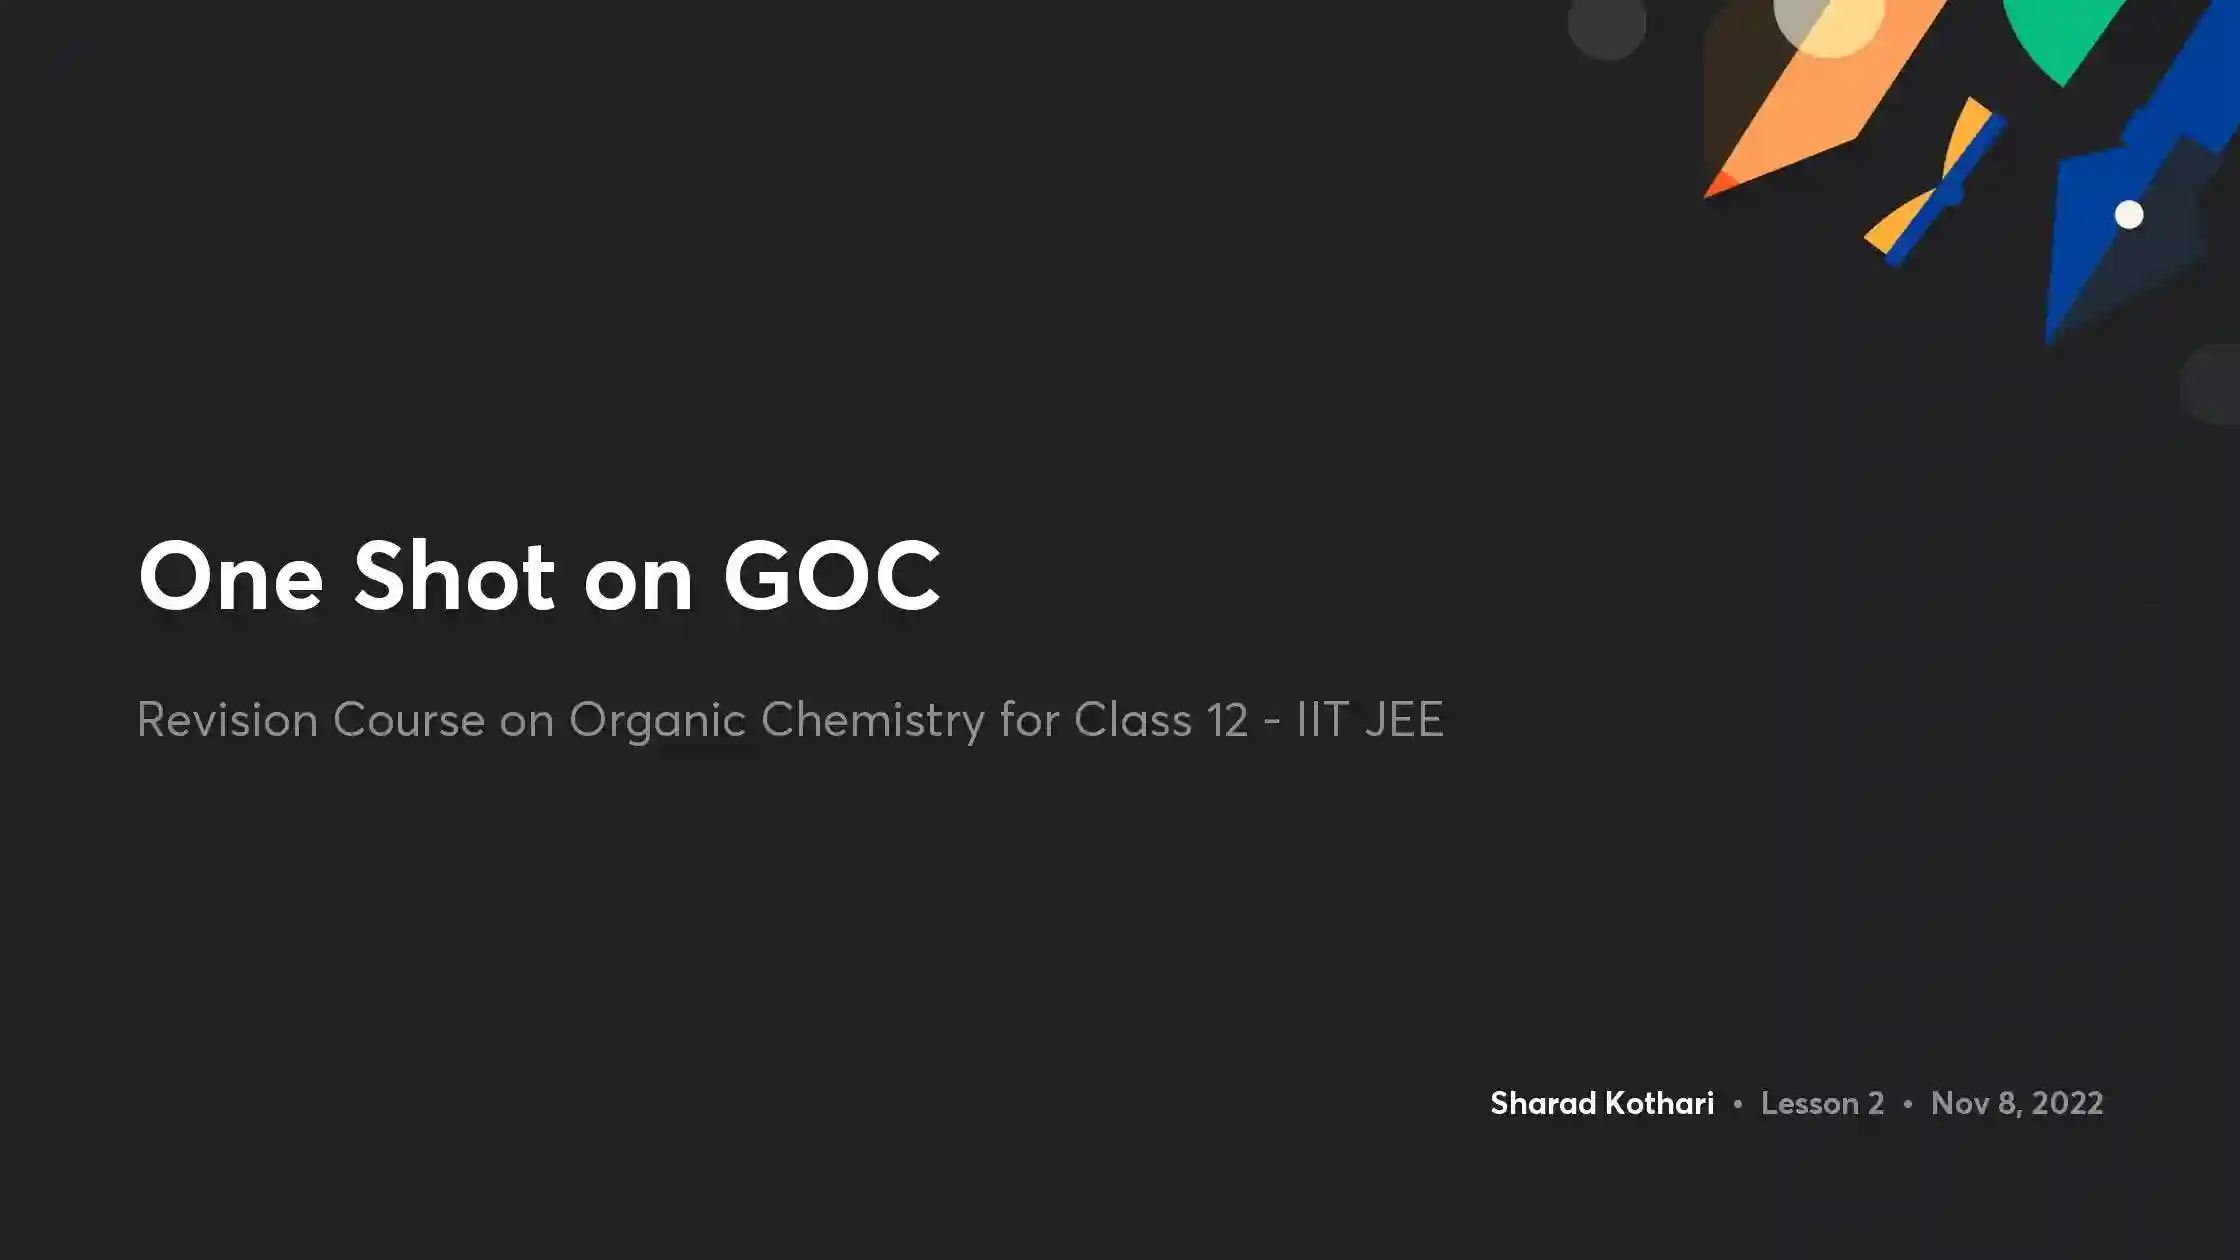 One Shot on GOC
Revision Course on Organic Chemistry for Class 12 - IIT JEE
Sharad Kothari • Lesson 2 • Nov 8, 2022